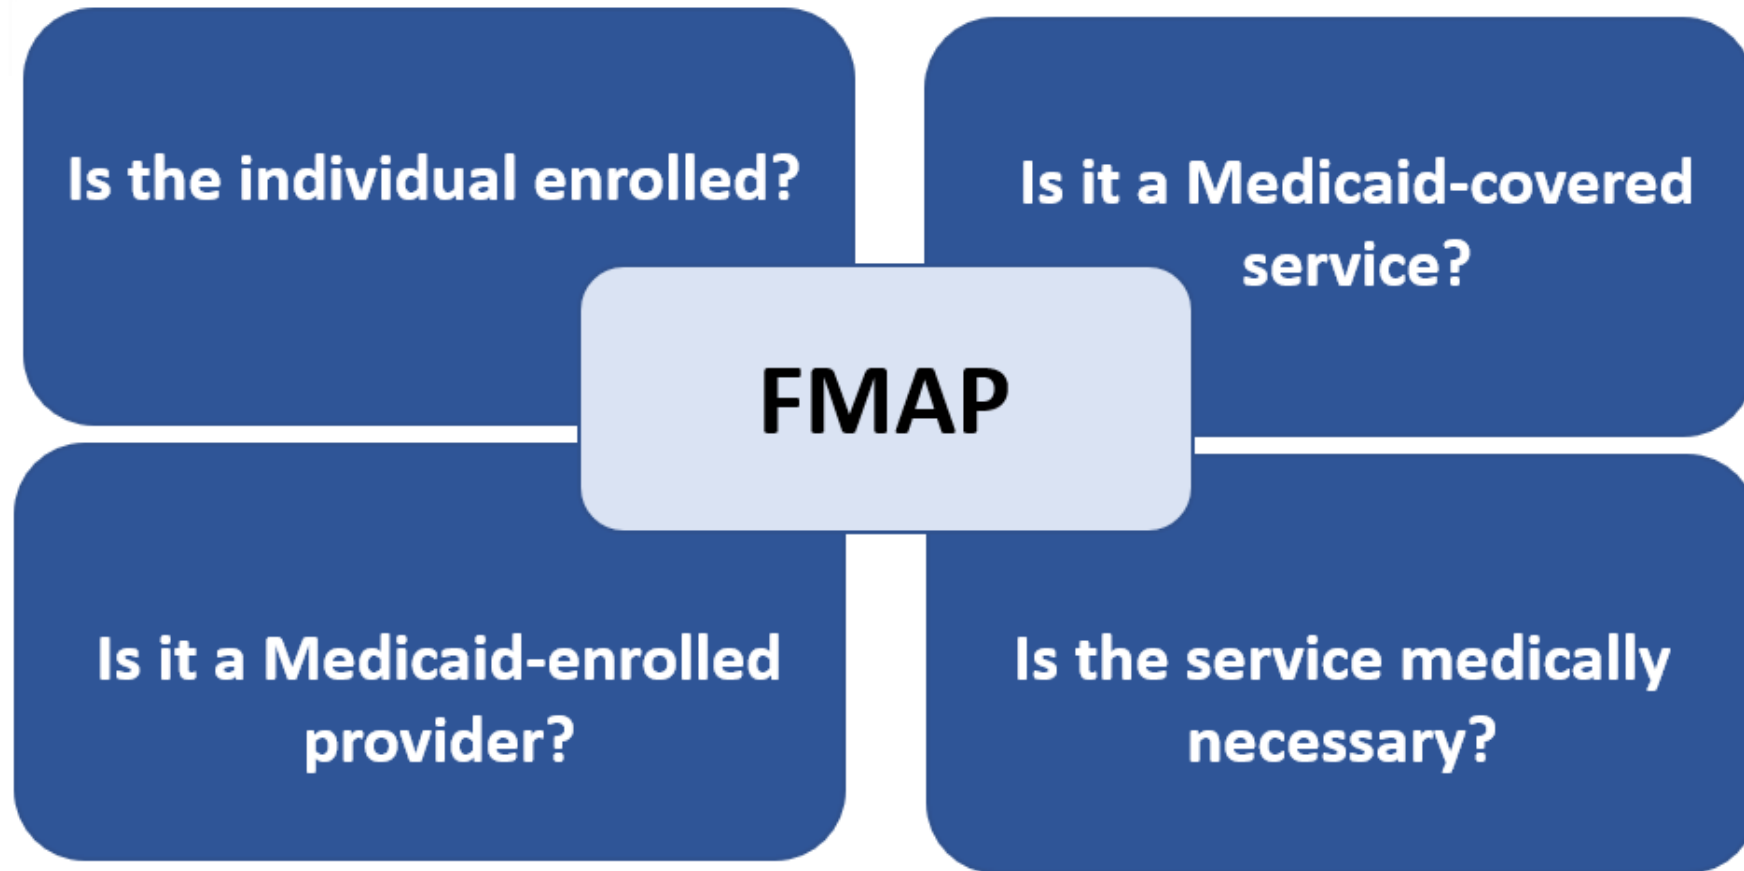 Is the individual enrolled?
Is it a Medicaid-covered
service?
FMAP
Is it a Medicaid-enrolled
provider?
Is the service medically
necessary?